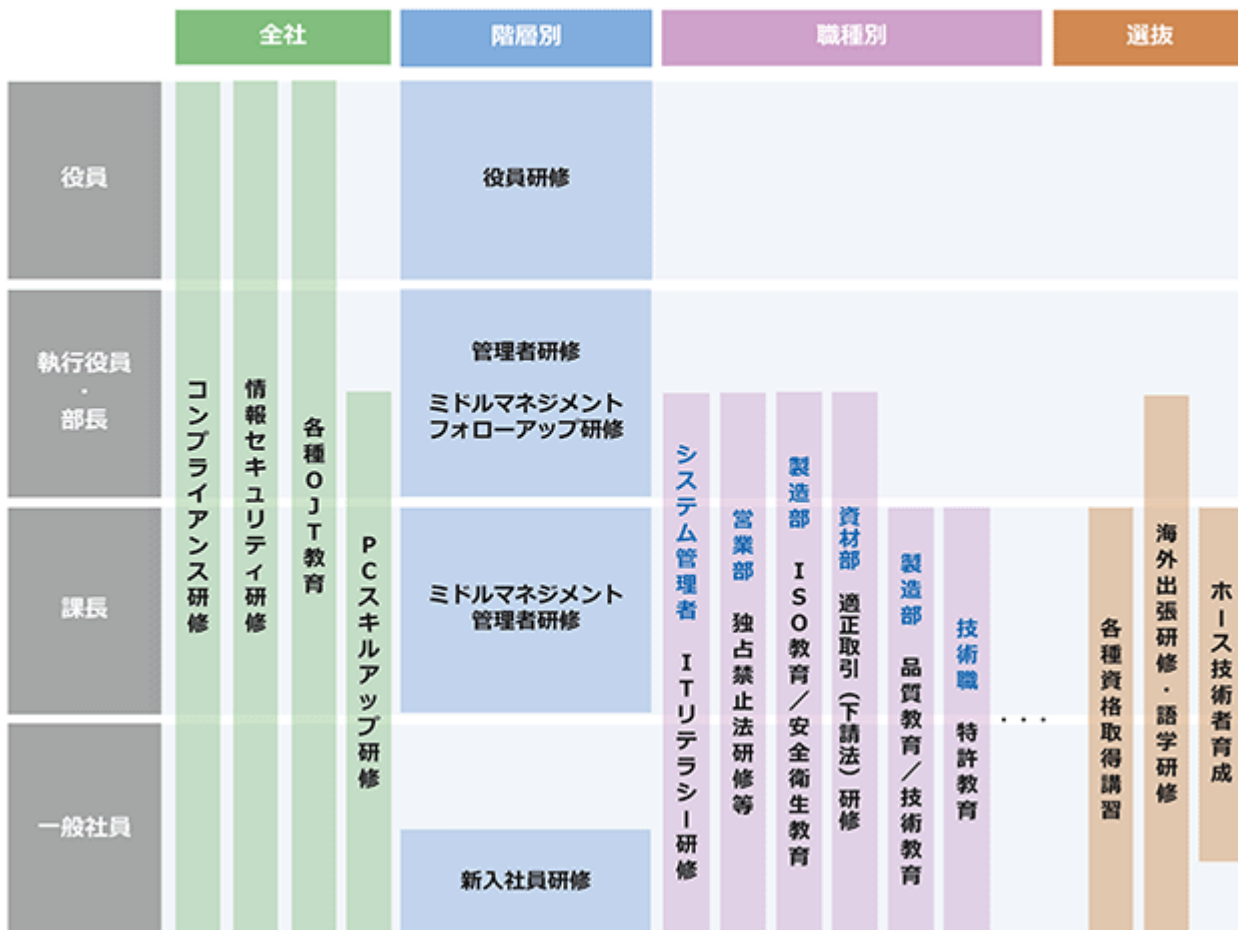 全社
階層別
職種別
選抜
役員
執行役員
・
部長
課長
一般社員
コンプライアンス研修
情報セキュリティ研修
各種OJT教育
PCスキルアップ研修
役員研修
管理者研修
ミドルマネジメント
フォローアップ研修
ミドルマネジメント
管理者研修
新入社員研修
システム管理者 ITリテラシー研修
営業部 独占禁止法研修等
製造部 ISO教育／安全衛生教育
資材部 適正取引（下請法）研修
製造部 品質教育／技術教育
技術職 特許教育
・・・
各種資格取得講習
海外出張研修・語学研修
ホース技術者育成